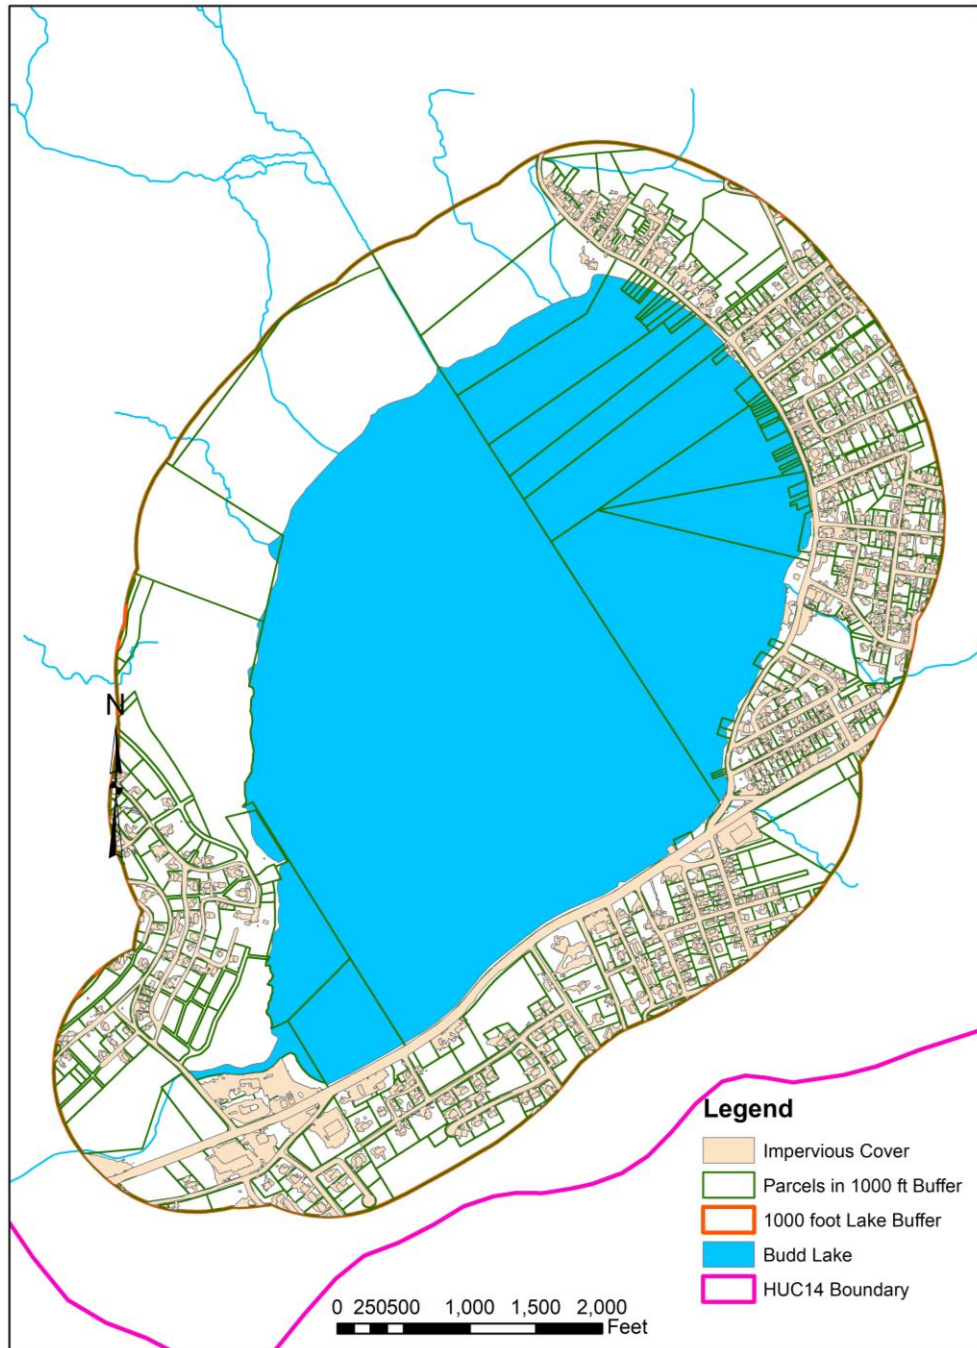 N
Legend
Impervious Cover
Parcels in 1000 ft Buffer
1000 foot Lake Buffer
Budd Lake
HUC14 Boundary
0 250500 1,000 1,500 2,000
Feet